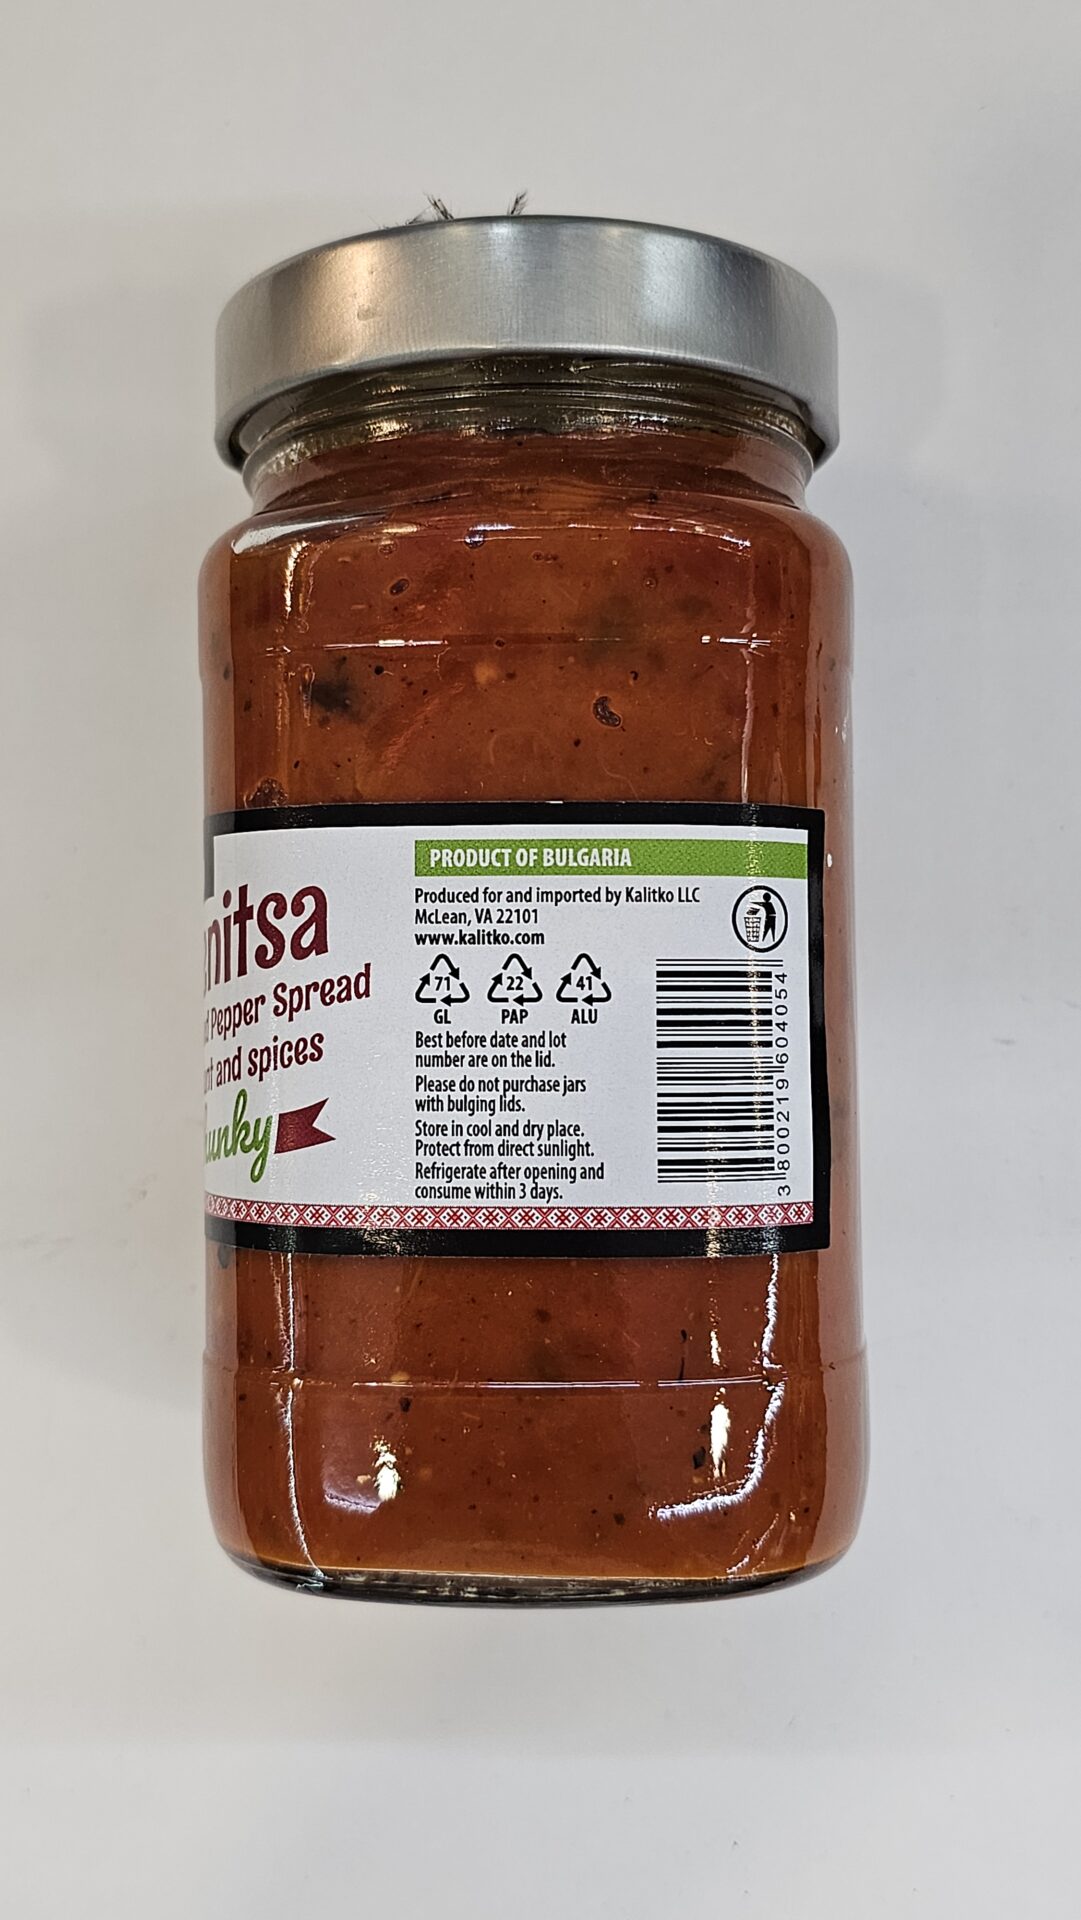 Pepper Spread
and spices
PRODUCT OF BULGARIA
Produced for and imported by Kalitko LLC
McLean, VA 22101
www.kalitko.com
71 22 41
GL PAP ALU
Best before date and lot
number are on the lid.
Please do not purchase jars
with bulging lids.
Store in cool and dry place.
Protect from direct sunlight.
Refrigerate after opening and
consume within 3 days.
3 800219 604054